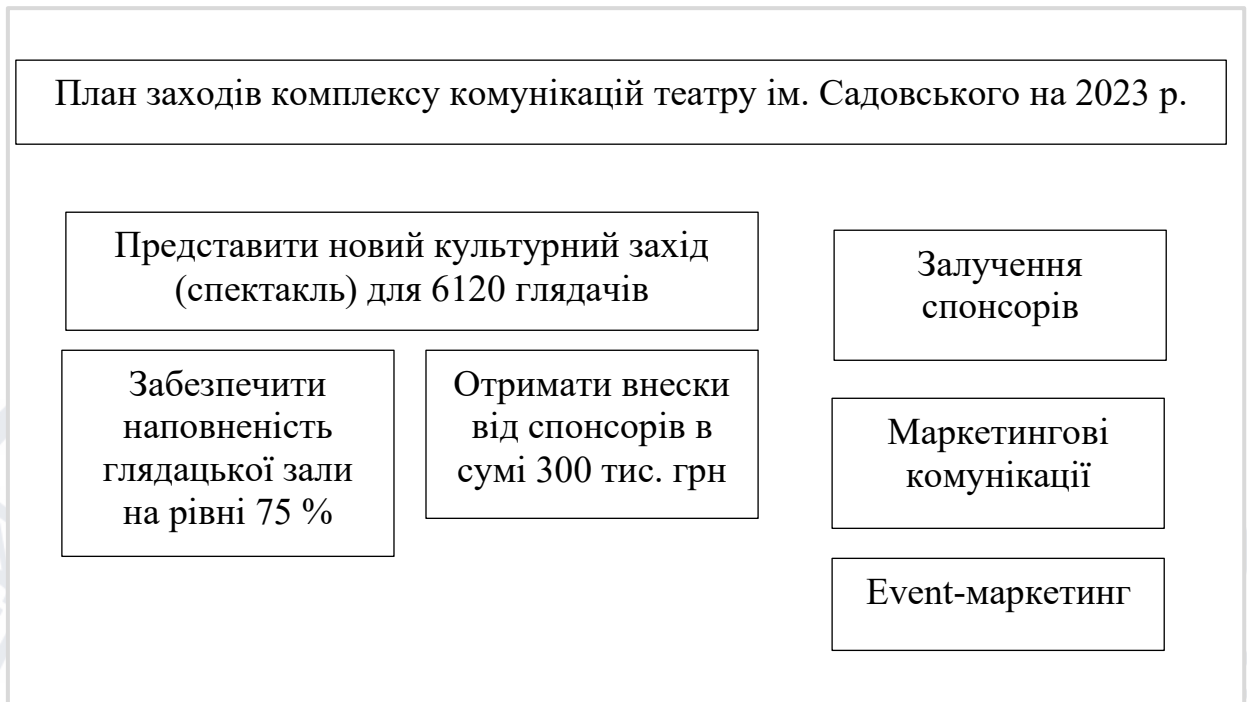 План заходів комплексу комунікацій театру ім. Садовського на 2023 р.
Представити новий культурний захід
(спектакль) для 6120 глядачів
Забезпечити
наповненість
глядацької зали
на рівні 75 %
Отримати внески
від спонсорів в
сумі 300 тис. грн
Залучення
спонсорів
Маркетингові
комунікації
Event-маркетинг